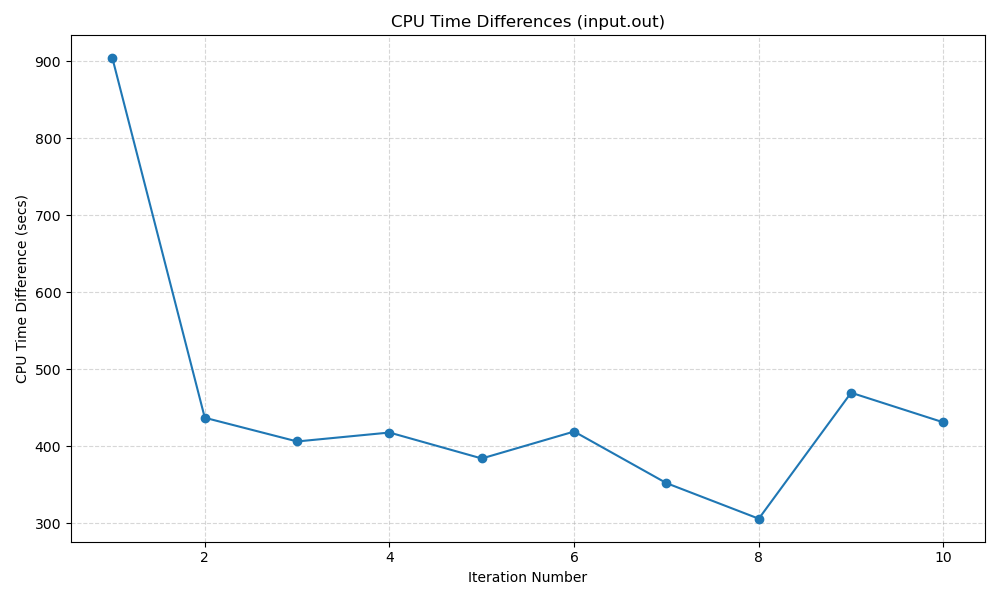 CPU Time Differences (input.out)
CPU Time Difference (secs)
900
800
700
600
500
400
300
2 4 6 8 10
Iteration Number